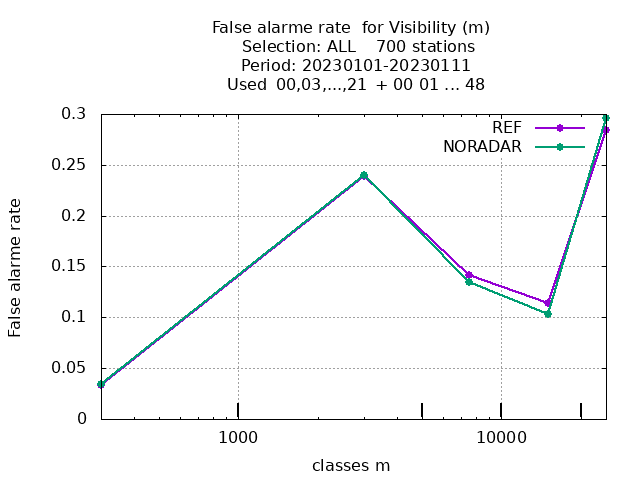 False alarme rate  for Visibility (m)
Selection: ALL    700 stations
Period: 20230101-20230111
Used  00,03,...,21  + 00 01 ... 48
REF
NORADAR
0.3
0.25
0.2
0.15
0.1
0.05
0
False alarme rate
1000
10000
classes m